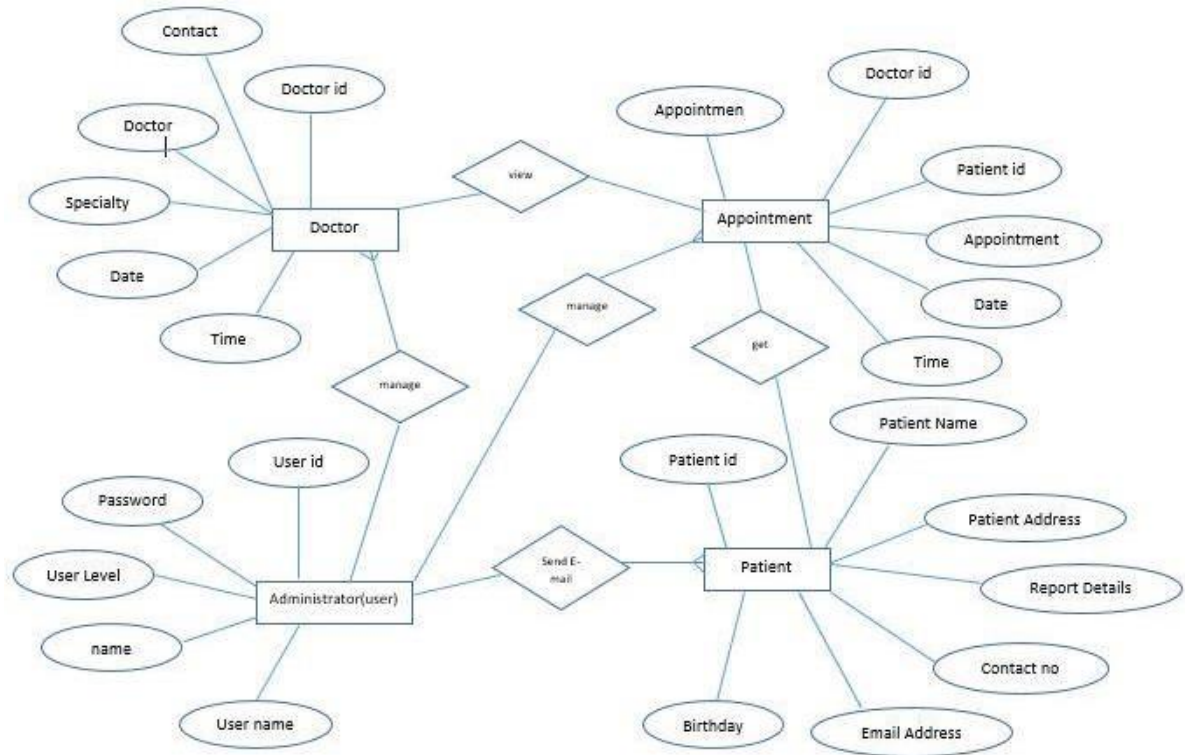 Contact
Doctor id
Doctor
Specialty
Date
Time
Doctor
view
Appointmen
Doctor id
Patient id
Appointment
Appointment
Date
Time
manage
get
manage
Patient Name
Patient id
Patient Address
Report Details
Contact no
Email Address
Birthday
Patient
Send E-
mail
User id
Password
User Level
name
User name
Administrator(user)